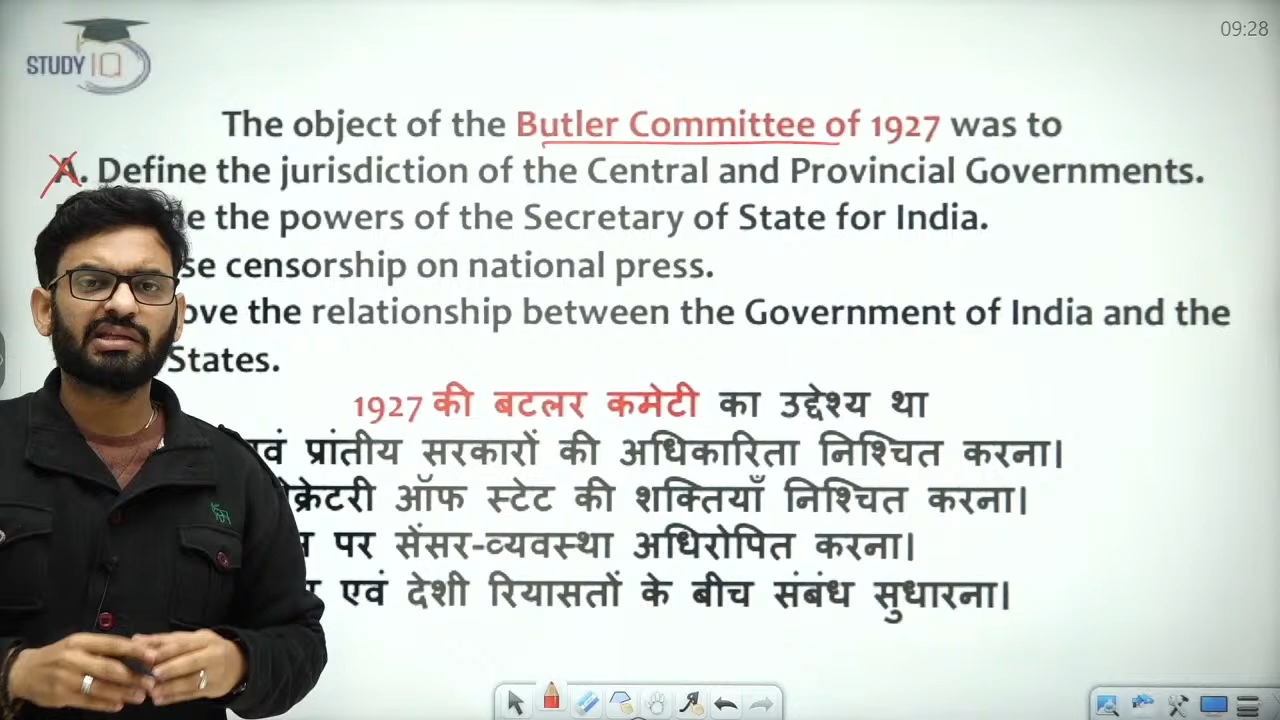 09:28
STUDY IQ
The object of the Butler Committee of 1927 was to
A. Define the jurisdiction of the Central and Provincial Governments.
the powers of the Secretary of State for India.
censorship on national press.
the relationship between the Government of India and the
States.
1927 की बटलर कमेटी का उद्देश्य था
प्रांतीय सरकारों की अधिकारिता निश्चित करना।
ऑफ स्टेट की शक्तियाँ निश्चित करना।
पर सेंसर-व्यवस्था अधिरोपित करना।
एवं देशी रियासतों के बीच संबंध सुधारना।